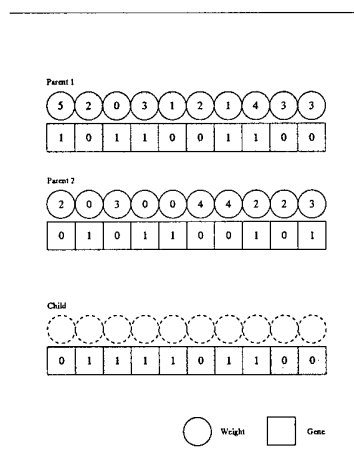 Parent 1
5 2 0 3 1 2 1 4 3 3
1 0 1 1 0 0 1 1 0 0
Parent 2
2 0 3 0 0 4 4 2 2 3
0 1 0 1 1 0 0 1 0 1
Child
0 1 1 1 1 0 1 1 0 0
Weight Gene